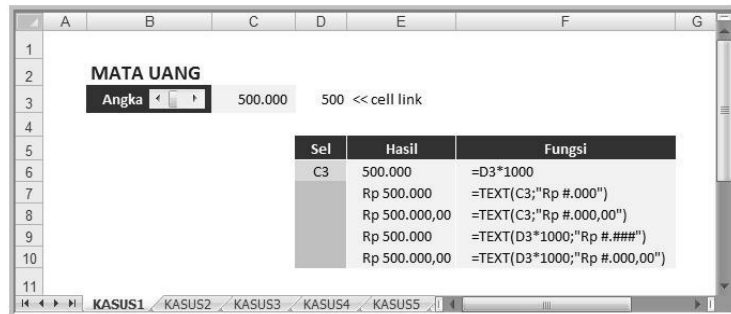 A B C D E F G
1
2 MATA UANG
3 Angka 500.000 500 << cell link
4
5 Sel Hasil Fungsi
6 C3 500.000 =D3*1000
7 Rp 500.000 =TEXT(C3;"Rp #.000")
8 Rp 500.000,00 =TEXT(C3;"Rp #.000,00")
9 Rp 500.000 =TEXT(D3*1000;"Rp #.###")
10 Rp 500.000,00 =TEXT(D3*1000;"Rp #.000,00")
11
KASUS1 KASUS2 KASUS3 KASUS4 KASUS5